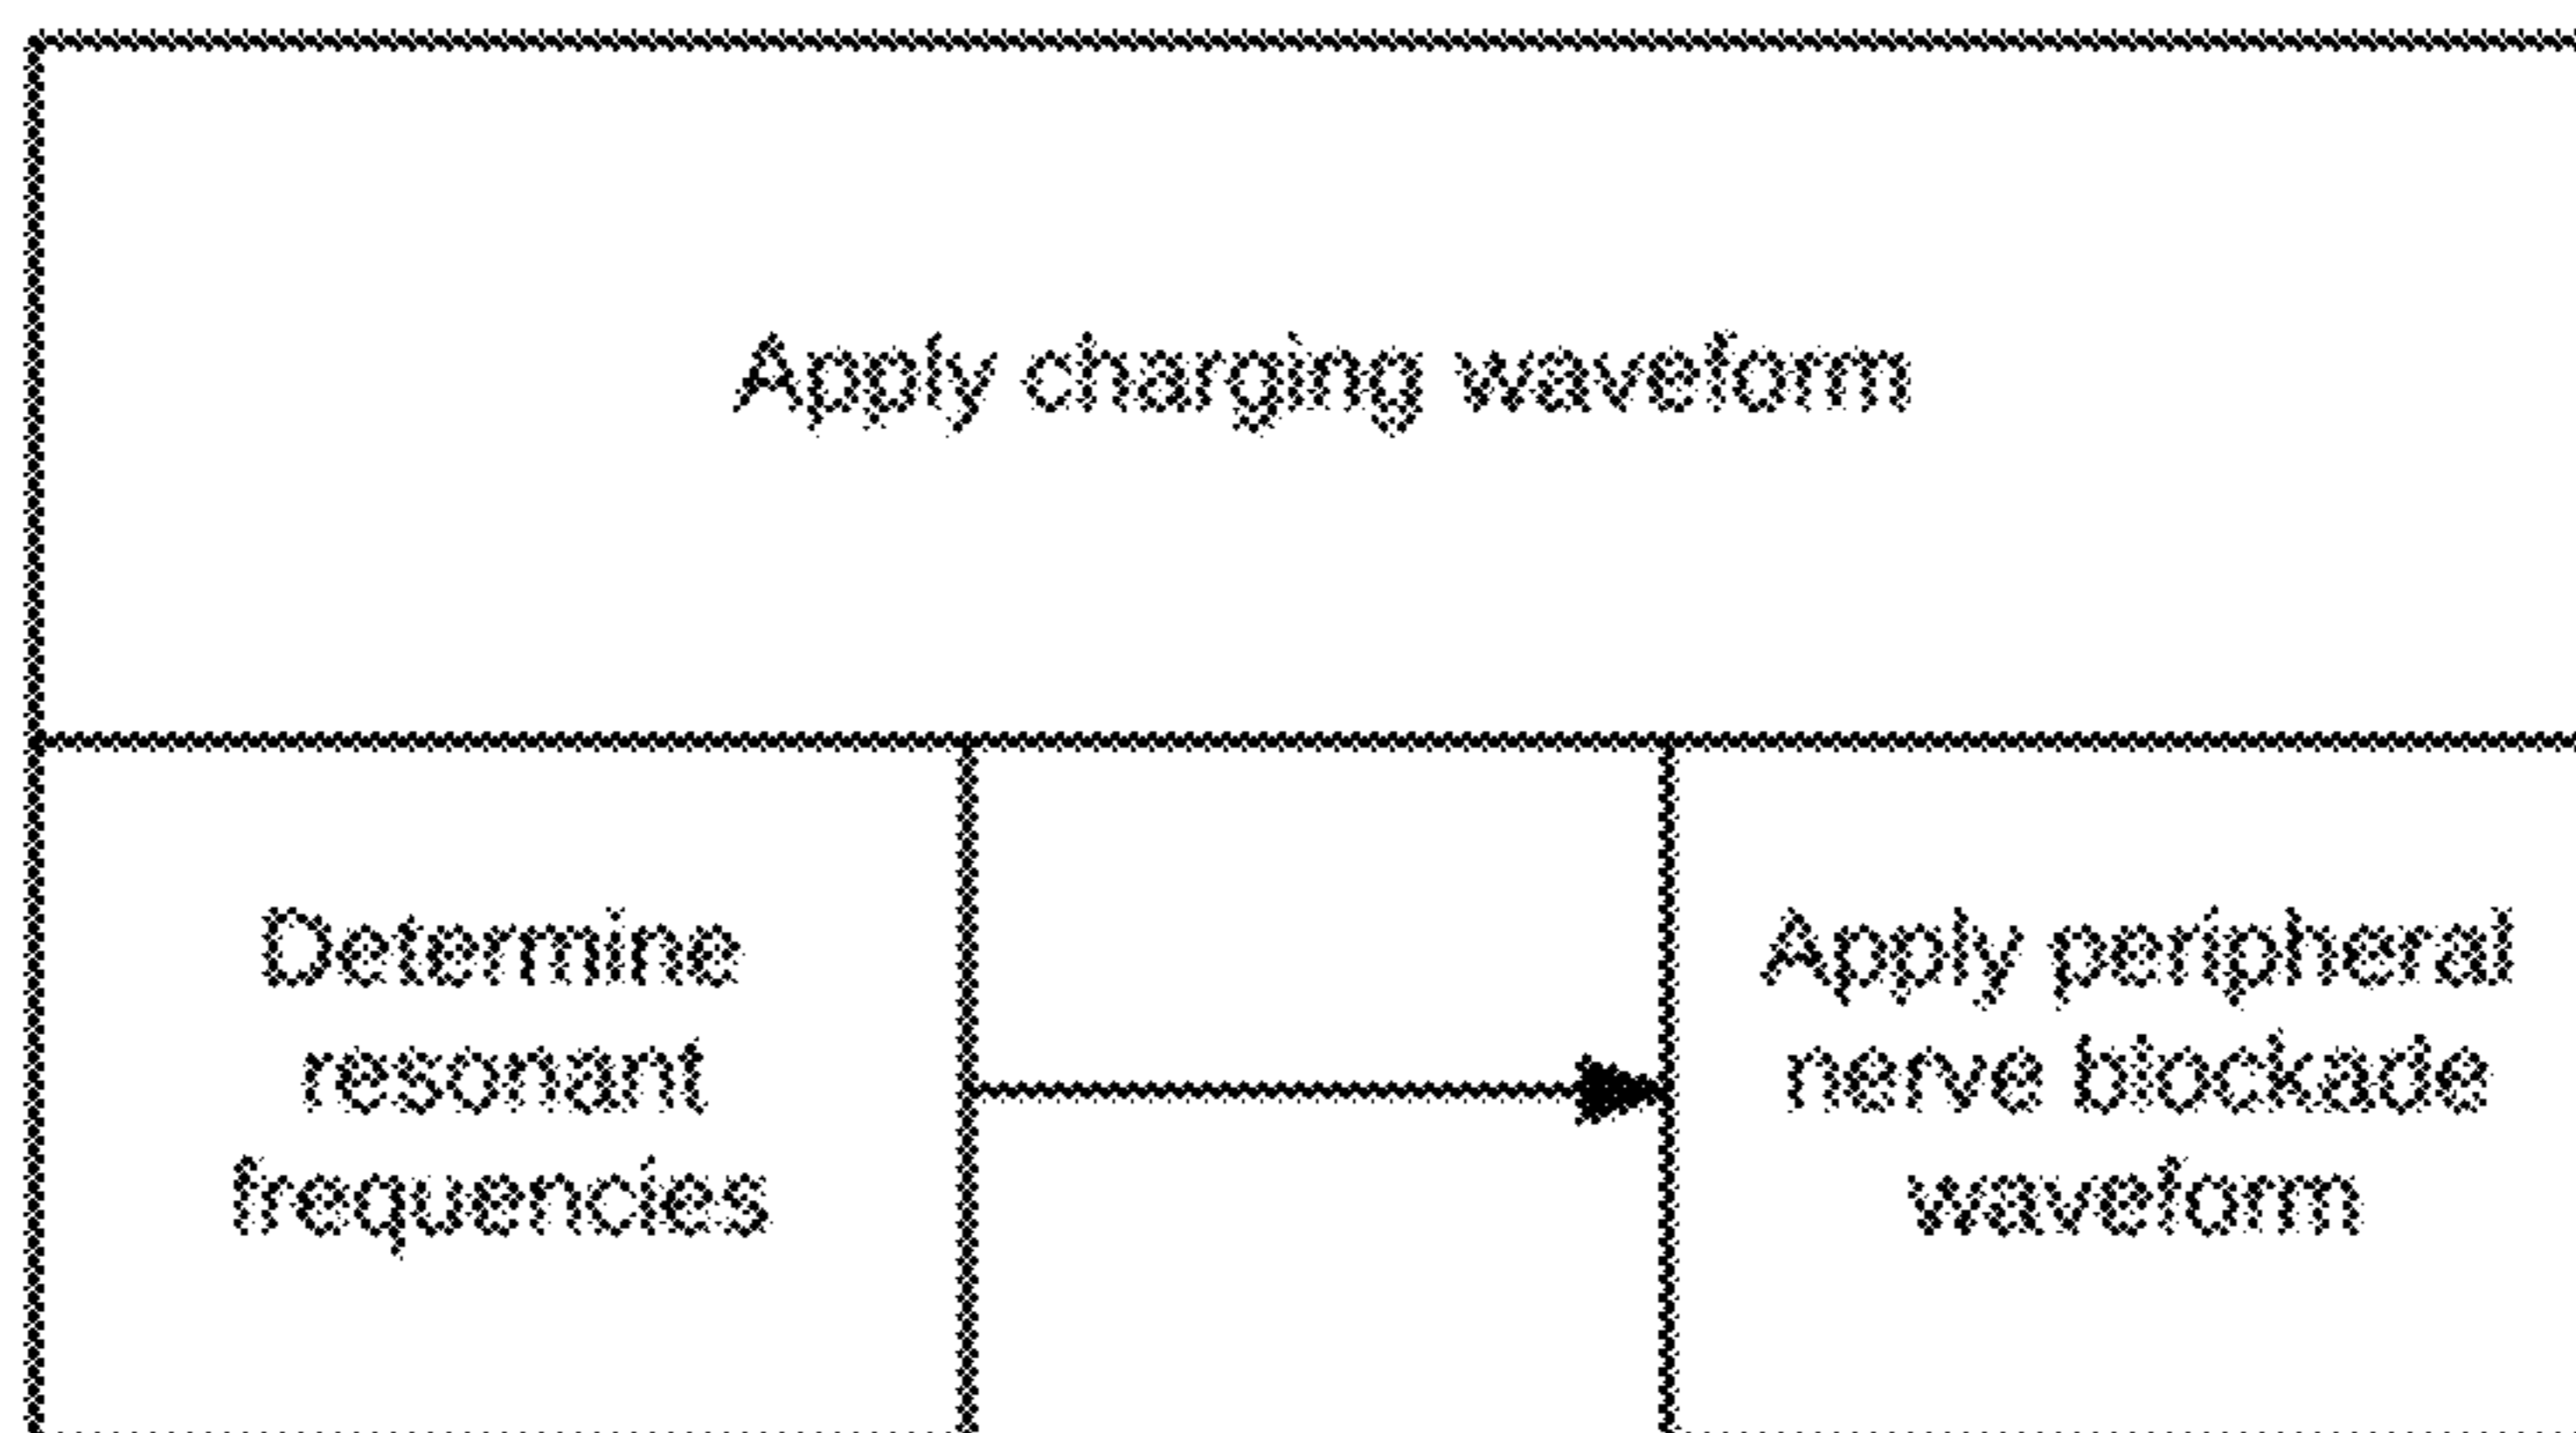 Apply charging waveform
Determine
resonant
frequencies
Apply peripheral
nerve blockade
waveform